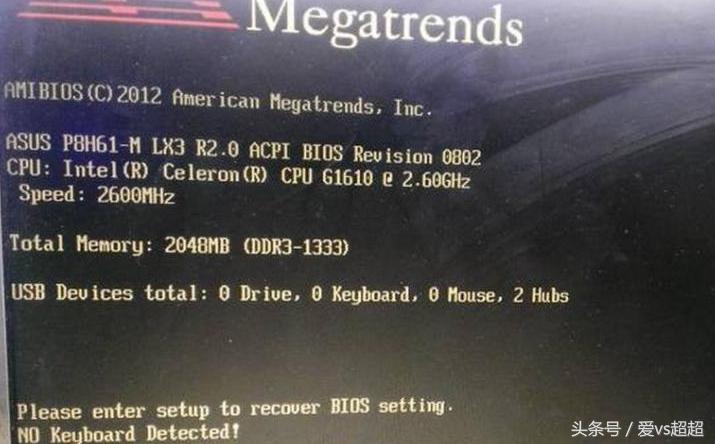 Megatrends
AMIBIOS(C)2012 American Megatrends, Inc.
ASUS P8H61-M LX3 R2.0 ACPI BIOS Revision 0802
CPU: Intel(R) Celeron(R) CPU G1610 @ 2.60GHz
Speed: 2600MHz
Total Memory: 2048MB (DDR3-1333)
USB Devices total: 0 Drive, 0 Keyboard, 0 Mouse, 2 Hubs
Please enter setup to recover BIOS setting.
NO Keyboard Detected!
头条号 / 爱vs超超